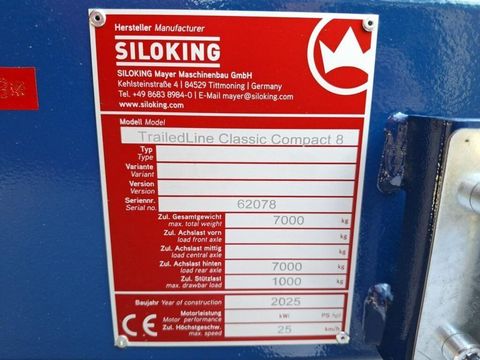 Hersteller Manufacturer
SILOKING
SILOKING Mayer Maschinenbau GmbH
Kehlsteinstraße 4 | 84529 Tittmoning | Germany
Tel. +49 8683 8984-0 | E-Mail mayer@siloking.com
www.siloking.com
Modell Model
TrailedLine Classic Compact 8
Typ
Type
Variante
Variant
Version
Version
Seriennr. 62078
Serial no.
Zul. Gesamtgewicht 7000 kg
max. total weight
Zul. Achslast vorn kg
load front axle
Zul. Achslast mittig kg
load central axle
Zul. Achslast hinten 7000 kg
load rear axle
Zul. Stützlast 1000 kg
max. drawbar load
Baujahr Year of construction 2025
Motorleistung kWi PS hp
Motor performance
Zul. Höchstgeschw. 25 km/h
max. speed
CE